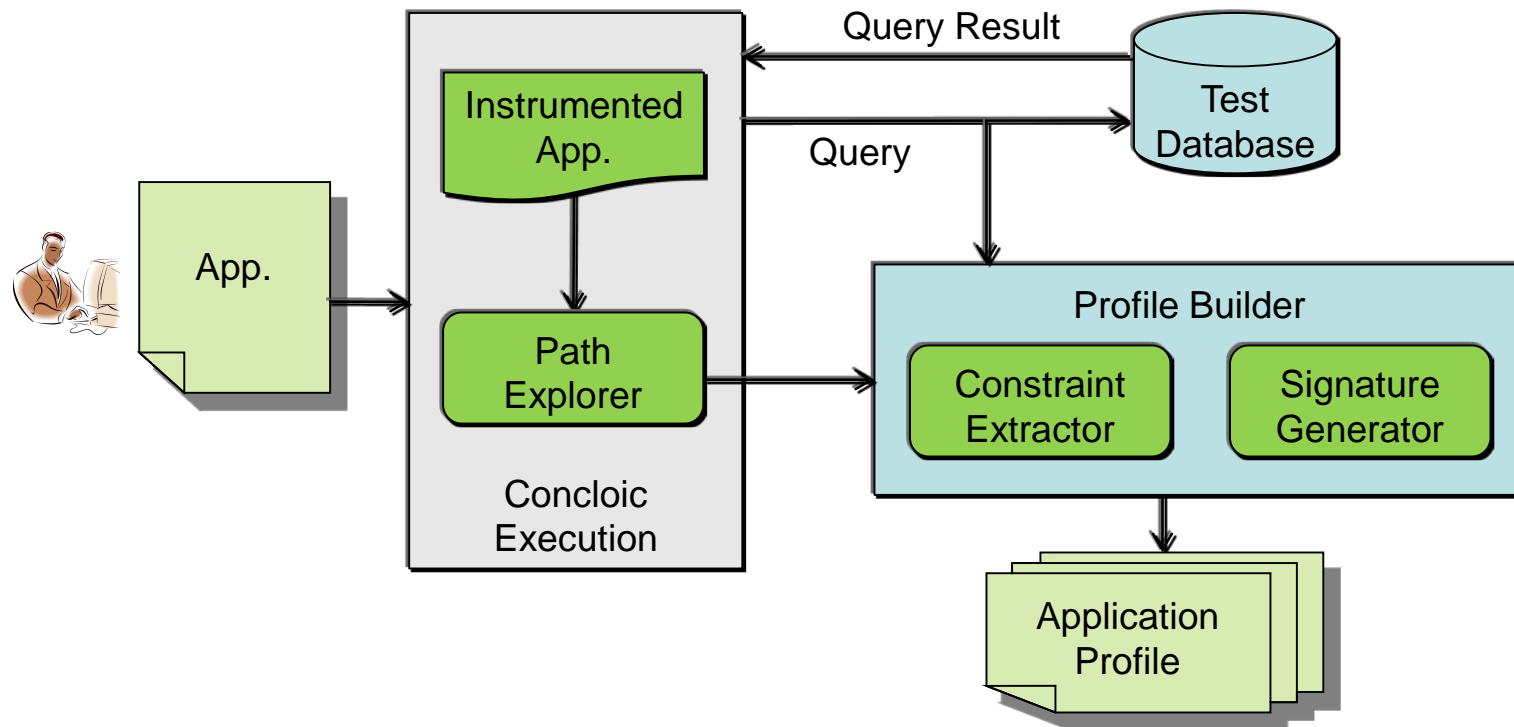 Query Result
Instrumented
App.
Test
Database
Query
App.
Profile Builder
Path
Explorer
Constraint
Extractor
Signature
Generator
Concloic
Execution
Application
Profile